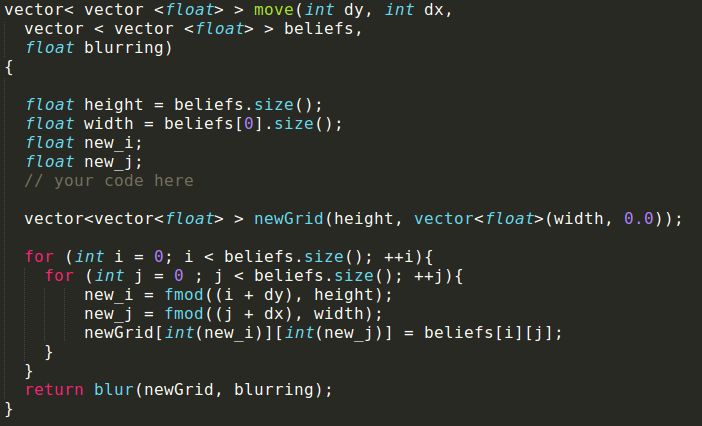 vector< vector <float> > move(int dy, int dx,
  vector < vector <float> > beliefs,
  float blurring)
{
  float height = beliefs.size();
  float width = beliefs[0].size();
  float new_i;
  float new_j;
  // your code here
  vector<vector<float> > newGrid(height, vector<float>(width, 0.0));
  for (int i = 0; i < beliefs.size(); ++i){
    for (int j = 0 ; j < beliefs.size(); ++j){
        new_i = fmod((i + dy), height);
        new_j = fmod((j + dx), width);
        newGrid[int(new_i)][int(new_j)] = beliefs[i][j];
    }
  }
  return blur(newGrid, blurring);
}